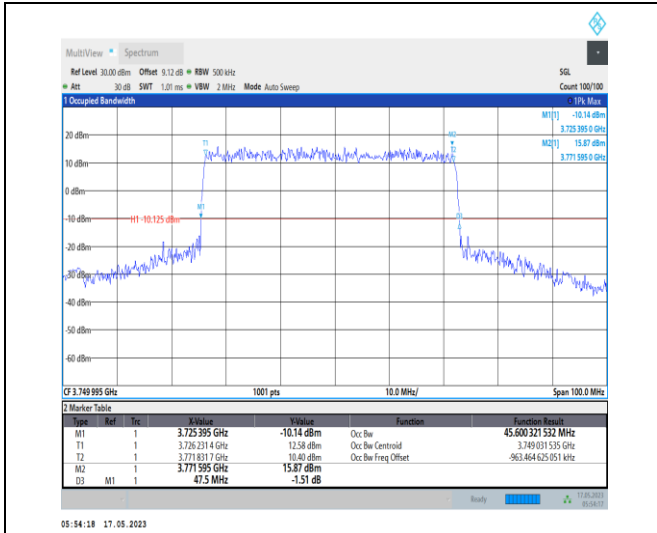 MultiView Spectrum
Ref Level 30.00 dBm Offset 9.12 dB RBW 500 kHz SGL
Att 30 dB SWT 1.01 ms VBW 2 MHz Mode Auto Sweep Count 100/100
1 Occupied Bandwidth 1Pk Max
M1[1] -10.14 dBm
3.725 395 0 GHz
M2[1] 15.87 dBm
3.771 595 0 GHz
M2
T1
T2
20 dBm
10 dBm
0 dBm
M1
D3
-10 dBm
H1 -10.125 dBm
-20 dBm
-30 dBm
-40 dBm
-50 dBm
-60 dBm
CF 3.749 995 GHz 1001 pts 10.0 MHz/ Span 100.0 MHz
2 Marker Table
Type Ref Trc X-Value Y-Value Function Function Result
M1 1 3.725 395 GHz -10.14 dBm Occ Bw 45.600 321 532 MHz
T1 1 3.726 231 4 GHz 12.58 dBm Occ Bw Centroid 3.749 031 535 GHz
T2 1 3.771 831 7 GHz 10.40 dBm Occ Bw Freq Offset -963.464 625 051 kHz
M2 1 3.771 595 GHz 15.87 dBm
D3 M1 1 47.5 MHz -1.51 dB
Ready 17.05.2023
05:54:17
05:54:18 17.05.2023